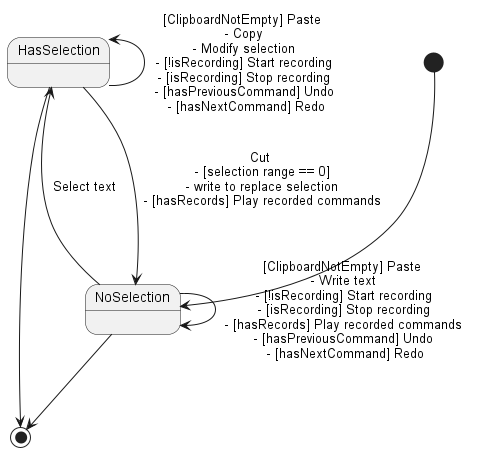 [ClipboardNotEmpty] Paste
- Copy
- Modify selection
- [!isRecording] Start recording
- [isRecording] Stop recording
- [hasPreviousCommand] Undo
- [hasNextCommand] Redo
HasSelection
Cut
- [selection range == 0]
- write to replace selection
- [hasRecords] Play recorded commands
Select text
[ClipboardNotEmpty] Paste
- Write text
- [!isRecording] Start recording
- [isRecording] Stop recording
- [hasRecords] Play recorded commands
- [hasPreviousCommand] Undo
- [hasNextCommand] Redo
NoSelection